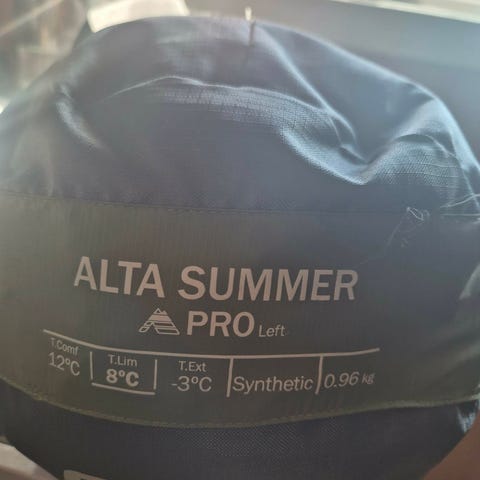 ALTA SUMMER
PRO Left
T.Comf T.Lim T.Ext
12°C 8°C -3°C Synthetic 0.96 kg